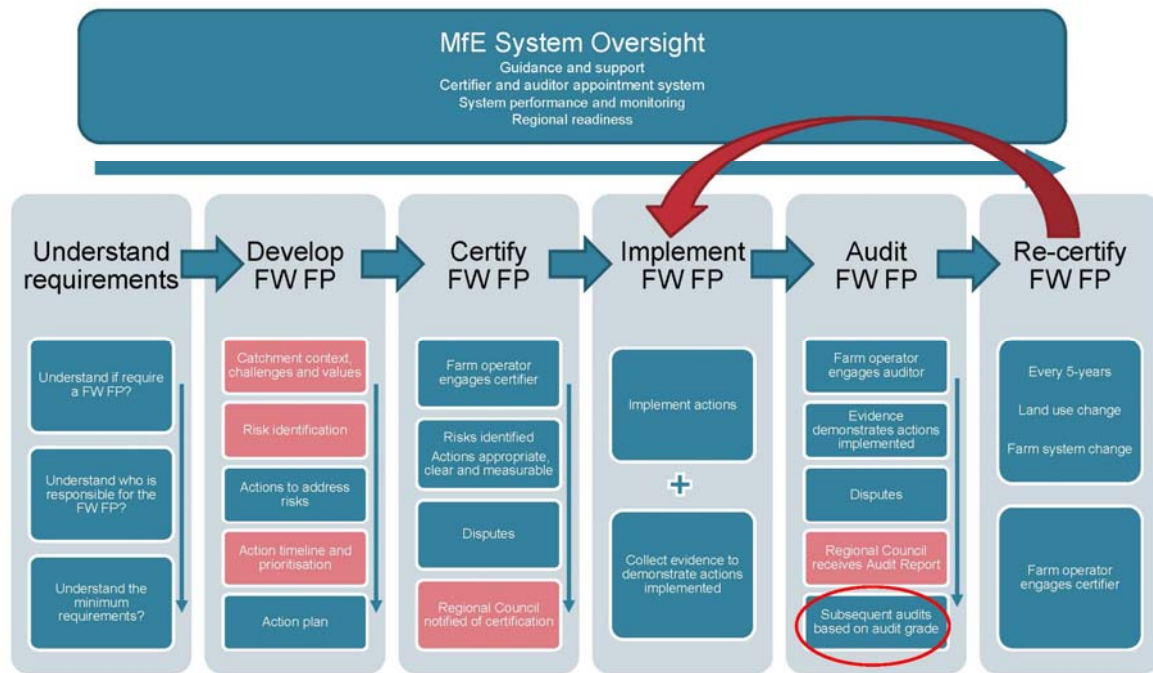 MfE System Oversight
Guidance and support
Certifier and auditor appointment system
System performance and monitoring
Regional readiness
Understand
requirements
Understand if require
a FW FP?
Understand who is
responsible for the
FW FP?
Understand the
minimum
requirements?
Develop
FW FP
Catchment context,
challenges and values
Risk identification
Actions to address
risks
Action timeline and
prioritisation
Action plan
Certify
FW FP
Farm operator
engages certifier
Risks identified
Actions appropriate,
clear and measurable
Disputes
Regional Council
notified of certification
Implement
FW FP
Implement actions
+
Collect evidence to
demonstrate actions
implemented
Audit
FW FP
Farm operator
engages auditor
Evidence
demonstrates actions
implemented
Disputes
Regional Council
receives Audit Report
Subsequent audits
based on audit grade
Re-certify
FW FP
Every 5-years
Land use change
Farm system change
Farm operator
engages certifier